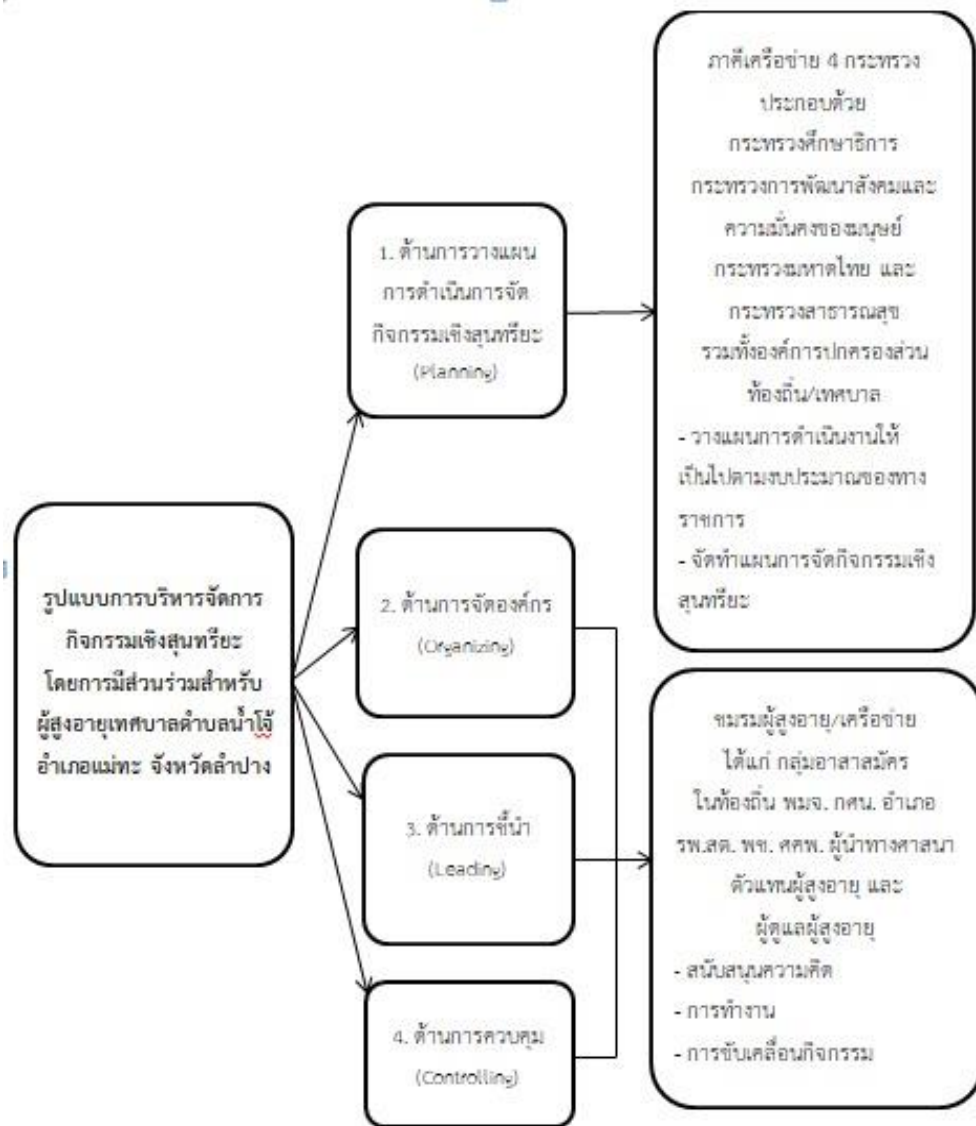 รูปแบบการบริหารจัดการ
กิจกรรมเชิงสุนทรียะ
โดยการมีส่วนร่วมสำหรับ
ผู้สูงอายุเทศบาลตำบลน้ำโจ้
อำเภอแม่ทะ จังหวัดลำปาง
1. ด้านการวางแผน
การดำเนินการจัด
กิจกรรมเชิงสุนทรียะ
(Planning)
ภาคีเครือข่าย 4 กระทรวง
ประกอบด้วย
กระทรวงศึกษาธิการ
กระทรวงการพัฒนาสังคมและ
ความมั่นคงของมนุษย์
กระทรวงมหาดไทย และ
กระทรวงสาธารณสุข
รวมทั้งองค์การปกครองส่วน
ท้องถิ่น/เทศบาล
- วางแผนการดำเนินงานให้
เป็นไปตามงบประมาณของทาง
ราชการ
- จัดทำแผนการจัดกิจกรรมเชิง
สุนทรียะ
2. ด้านการจัดองค์กร
(Organizing)
3. ด้านการชี้นำ
(Leading)
4. ด้านการควบคุม
(Controlling)
ชมรมผู้สูงอายุ/เครือข่าย
ได้แก่ กลุ่มอาสาสมัคร
ในท้องถิ่น พมจ. กศน. อำเภอ
รพ.สต. พช. ศคพ. ผู้นำทางศาสนา
ตัวแทนผู้สูงอายุ และ
ผู้ดูแลผู้สูงอายุ
- สนับสนุนความคิด
- การทำงาน
- การขับเคลื่อนกิจกรรม